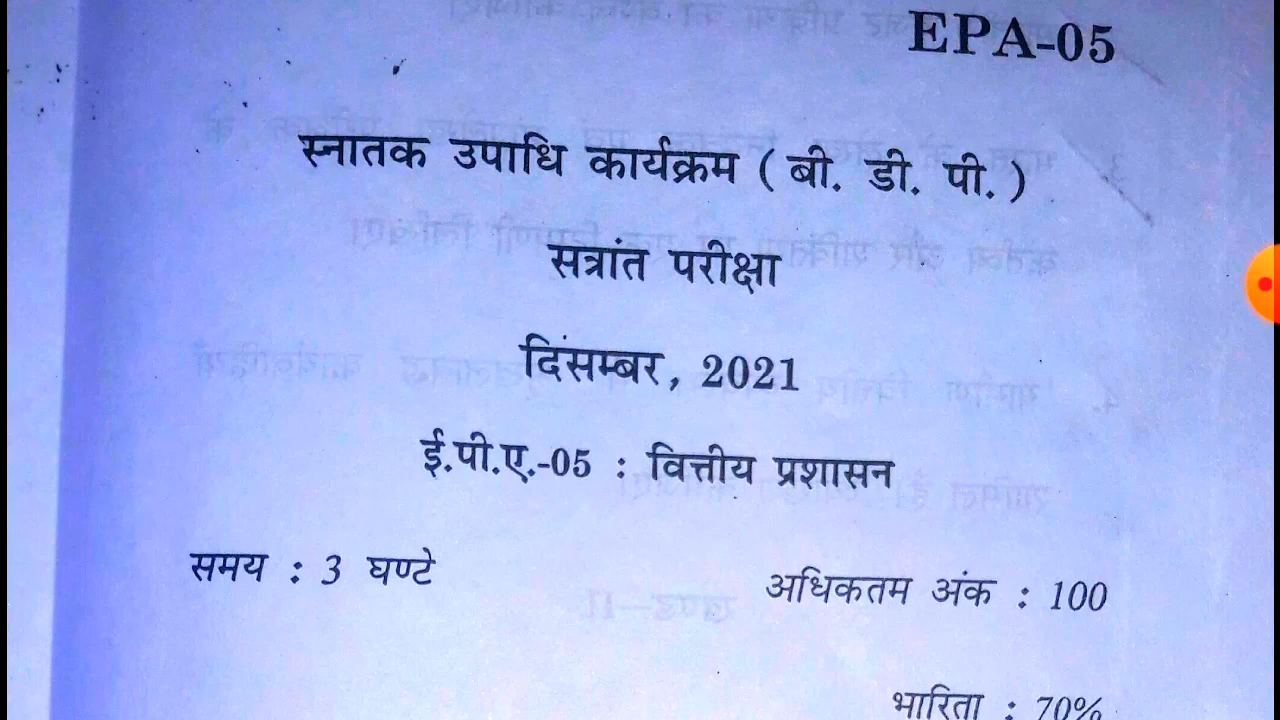 EPA-05
स्नातक उपाधि कार्यक्रम ( बी. डी. पी. )
सत्रांत परीक्षा
दिसम्बर, 2021
ई.पी.ए.-05 : वित्तीय प्रशासन
समय : 3 घण्टे
अधिकतम अंक : 100
भारिता : 70%